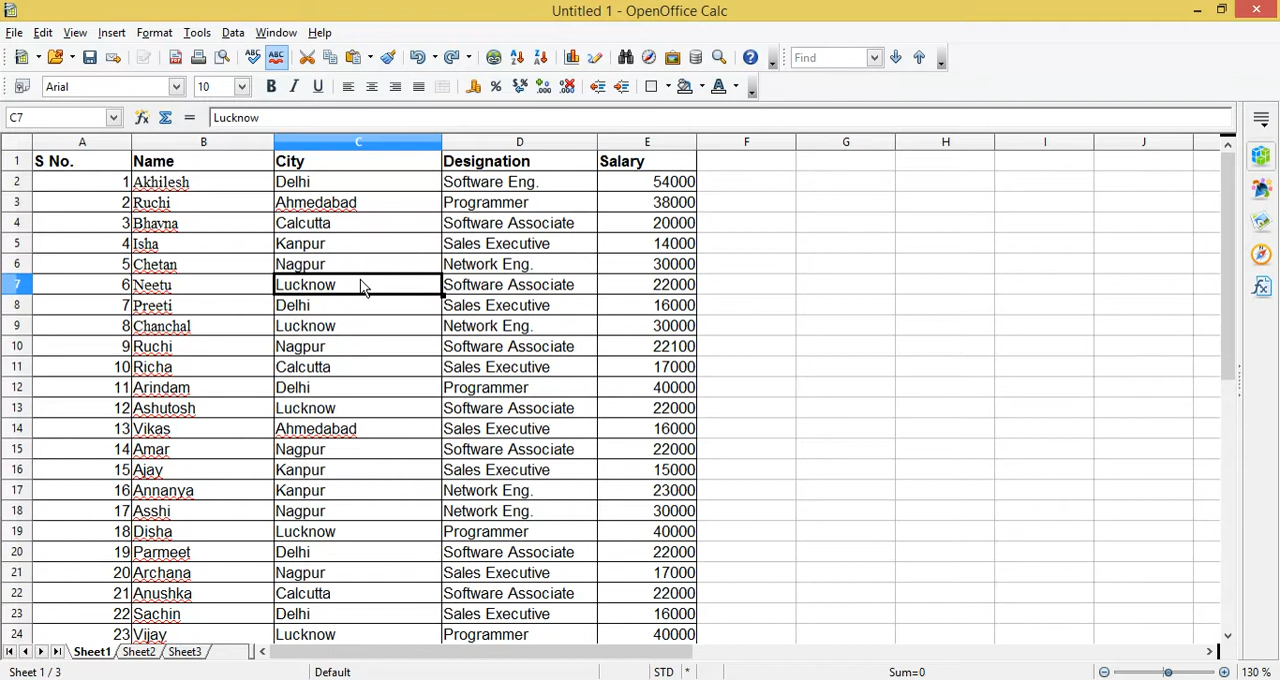 Untitled 1 - OpenOffice Calc
File Edit View Insert Format Tools Data Window Help
ABC ABC Find
Arial 10 B I U
C7 Lucknow
A B C D E F G H I J
1 S No. Name City Designation Salary
2 1 Akhilesh Delhi Software Eng. 54000
3 2 Ruchi Ahmedabad Programmer 38000
4 3 Bhavna Calcutta Software Associate 20000
5 4 Isha Kanpur Sales Executive 14000
6 5 Chetan Nagpur Network Eng. 30000
7 6 Neetu Lucknow Software Associate 22000
8 7 Preeti Delhi Sales Executive 16000
9 8 Chanchal Lucknow Network Eng. 30000
10 9 Ruchi Nagpur Software Associate 22100
11 10 Richa Calcutta Sales Executive 17000
12 11 Arindam Delhi Programmer 40000
13 12 Ashutosh Lucknow Software Associate 22000
14 13 Vikas Ahmedabad Sales Executive 16000
15 14 Amar Nagpur Software Associate 22000
16 15 Ajay Kanpur Sales Executive 15000
17 16 Annanya Kanpur Network Eng. 23000
18 17 Asshi Nagpur Network Eng. 30000
19 18 Disha Lucknow Programmer 40000
20 19 Parmeet Delhi Software Associate 22000
21 20 Archana Nagpur Sales Executive 17000
22 21 Anushka Calcutta Software Associate 22000
23 22 Sachin Delhi Sales Executive 16000
24 23 Vijay Lucknow Programmer 40000
Sheet1 Sheet2 Sheet3
Sheet 1 / 3 Default STD * Sum=0 130 %